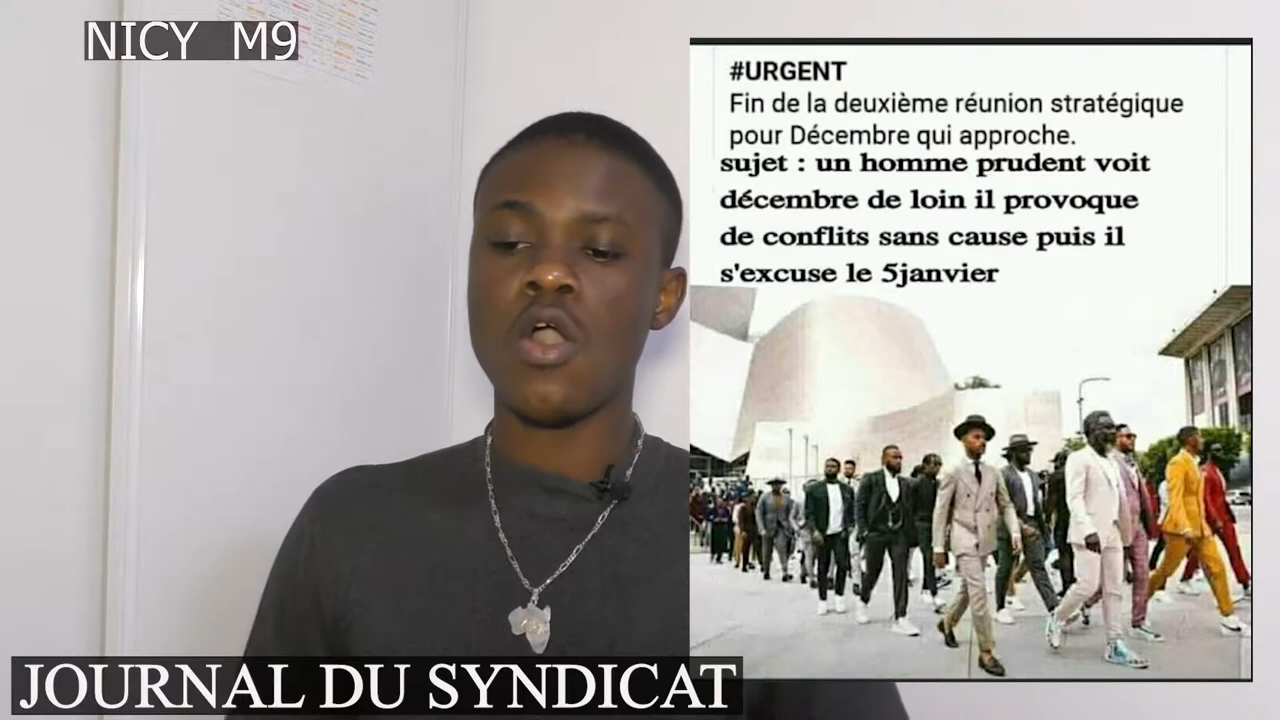 NICY M9
#URGENT
Fin de la deuxième réunion stratégique
pour Décembre qui approche.
sujet : un homme prudent voit
décembre de loin il provoque
de conflits sans cause puis il
s'excuse le 5janvier
JOURNAL DU SYNDICAT